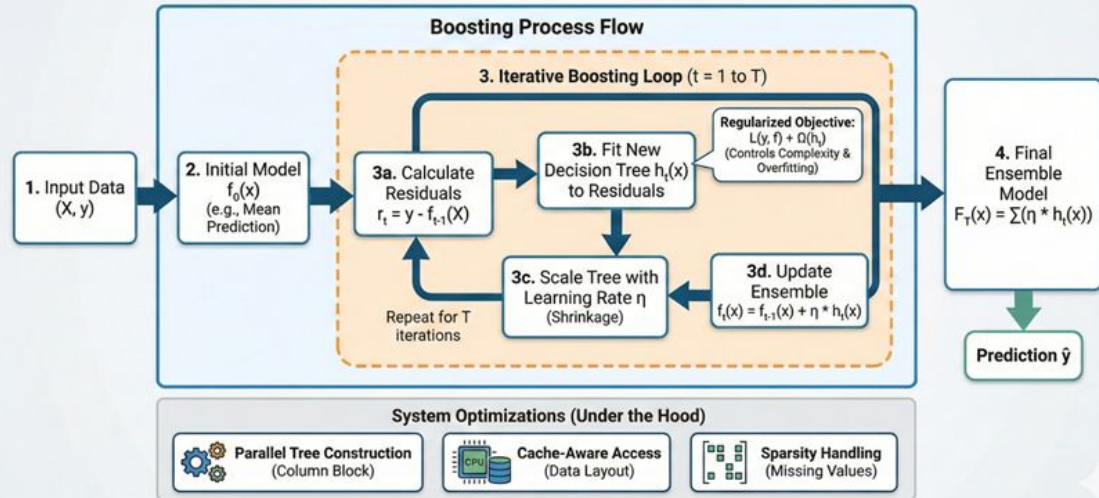 Boosting Process Flow
3. Iterative Boosting Loop (t = 1 to T)
1. Input Data
(X, y)
2. Initial Model
f₀(x)
(e.g., Mean
Prediction)
3a. Calculate
Residuals
rₜ = y - fₜ₋₁(X)
3b. Fit New
Decision Tree hₜ(x)
to Residuals
Regularized Objective:
L(y, f) + Ω(hₜ)
(Controls Complexity &
Overfitting)
3c. Scale Tree with
Learning Rate η
(Shrinkage)
3d. Update
Ensemble
fₜ(x) = fₜ₋₁(x) + η * hₜ(x)
Repeat for T
iterations
4. Final
Ensemble
Model
F_T(x) = ∑(η * hₜ(x))
Prediction ŷ
System Optimizations (Under the Hood)
Parallel Tree Construction
(Column Block)
CPU
Cache-Aware Access
(Data Layout)
Sparsity Handling
(Missing Values)